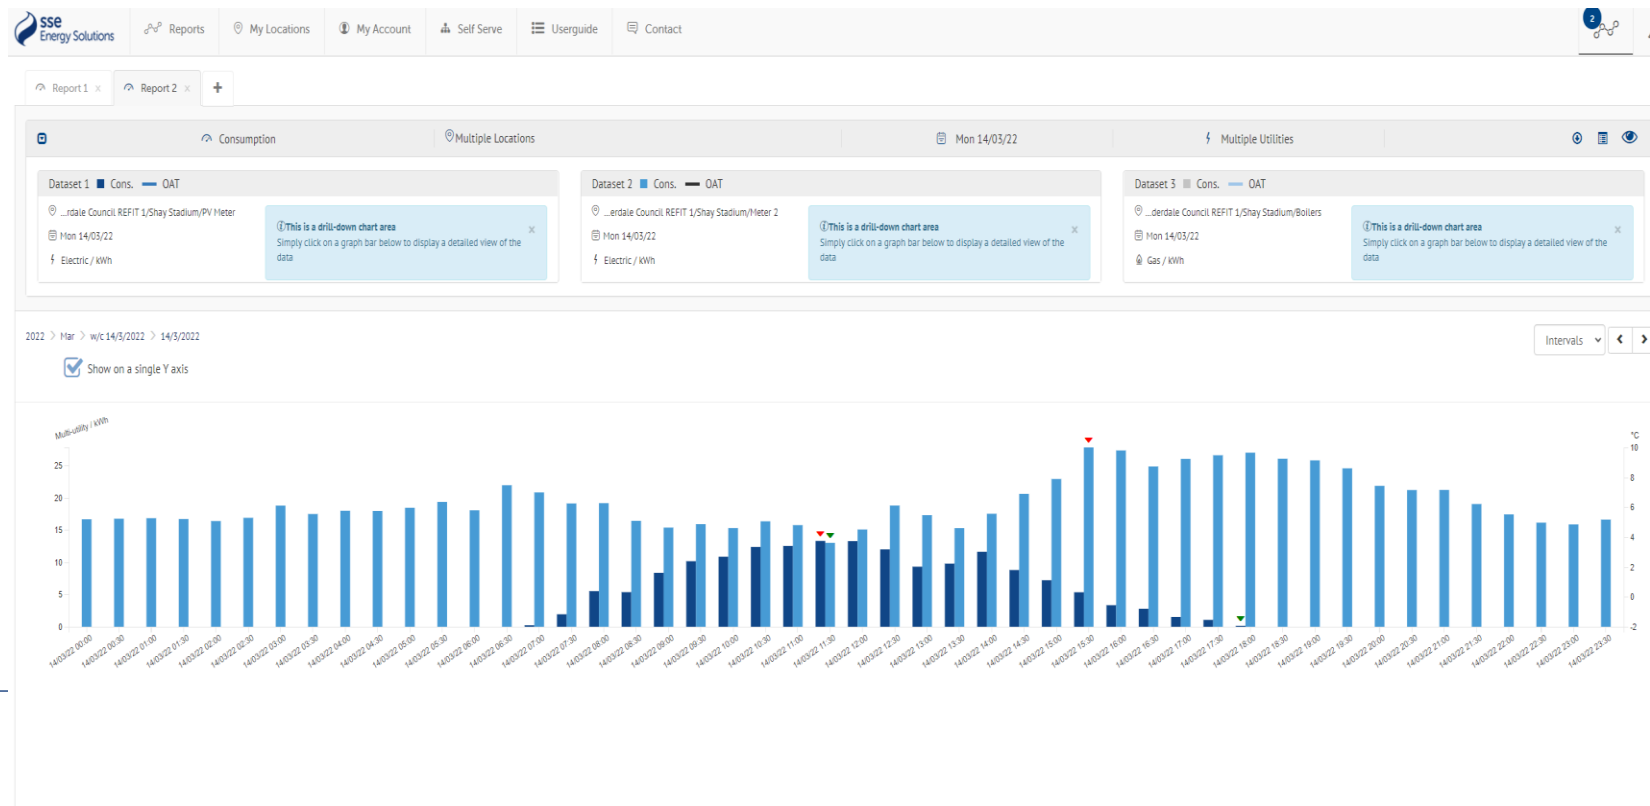 sse
Energy Solutions
Reports
My Locations
My Account
Self Serve
Userguide
Contact
2
Report 1 x
Report 2 x
+
Consumption
Multiple Locations
Mon 14/03/22
Multiple Utilities
Dataset 1 Cons. OAT
...rdale Council REFIT 1/Shay Stadium/PV Meter
Mon 14/03/22
Electric / kWh
This is a drill-down chart area x
Simply click on a graph bar below to display a detailed view of the
data
Dataset 2 Cons. OAT
...erdale Council REFIT 1/Shay Stadium/Meter 2
Mon 14/03/22
Electric / kWh
This is a drill-down chart area x
Simply click on a graph bar below to display a detailed view of the
data
Dataset 3 Cons. OAT
...derdale Council REFIT 1/Shay Stadium/Boilers
Mon 14/03/22
Gas / kWh
This is a drill-down chart area x
Simply click on a graph bar below to display a detailed view of the
data
2022 > Mar > w/c 14/3/2022 > 14/3/2022
Intervals
Show on a single Y axis
Multi-utility / kWh
25
20
15
10
5
0
°C
10
8
6
4
2
0
-2
14/03/22 00:00
14/03/22 00:30
14/03/22 01:00
14/03/22 01:30
14/03/22 02:00
14/03/22 02:30
14/03/22 03:00
14/03/22 03:30
14/03/22 04:00
14/03/22 04:30
14/03/22 05:00
14/03/22 05:30
14/03/22 06:00
14/03/22 06:30
14/03/22 07:00
14/03/22 07:30
14/03/22 08:00
14/03/22 08:30
14/03/22 09:00
14/03/22 09:30
14/03/22 10:00
14/03/22 10:30
14/03/22 11:00
14/03/22 11:30
14/03/22 12:00
14/03/22 12:30
14/03/22 13:00
14/03/22 13:30
14/03/22 14:00
14/03/22 14:30
14/03/22 15:00
14/03/22 15:30
14/03/22 16:00
14/03/22 16:30
14/03/22 17:00
14/03/22 17:30
14/03/22 18:00
14/03/22 18:30
14/03/22 19:00
14/03/22 19:30
14/03/22 20:00
14/03/22 20:30
14/03/22 21:00
14/03/22 21:30
14/03/22 22:00
14/03/22 22:30
14/03/22 23:00
14/03/22 23:30